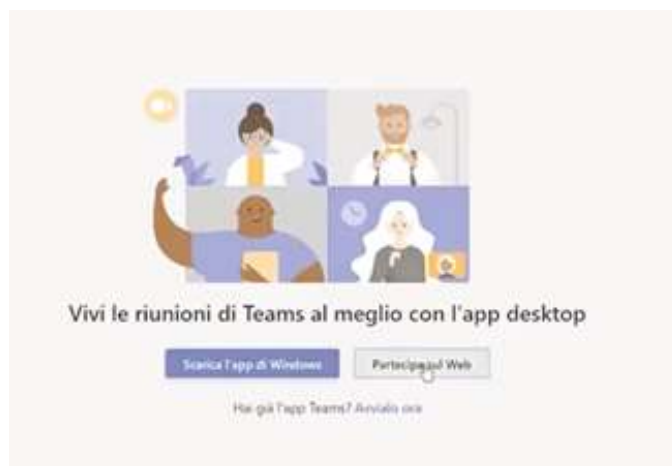 Vivi le riunioni di Teams al meglio con l'app desktop
Scarica l'app di Windows
Partecipa sul Web
Hai già l'app Teams? Avvialo ora